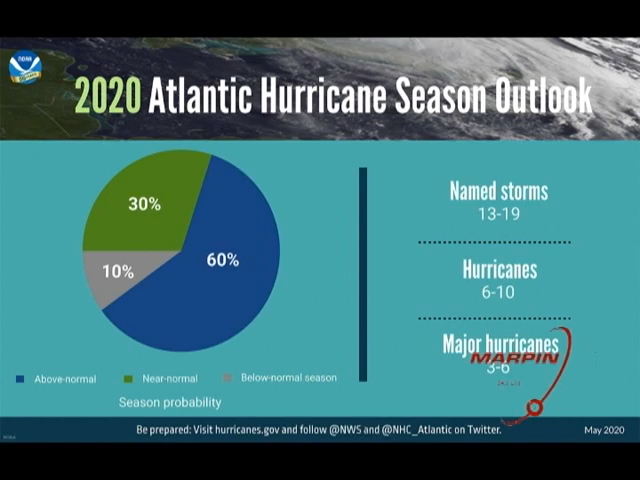 NOAA
2020 Atlantic Hurricane Season Outlook
30%
10%
60%
Above-normal
Near-normal
Below-normal season
Season probability
Named storms
13-19
Hurricanes
6-10
Major hurricanes
3-6
MARPIN
Be prepared: Visit hurricanes.gov and follow @NWS and @NHC_Atlantic on Twitter.
May 2020